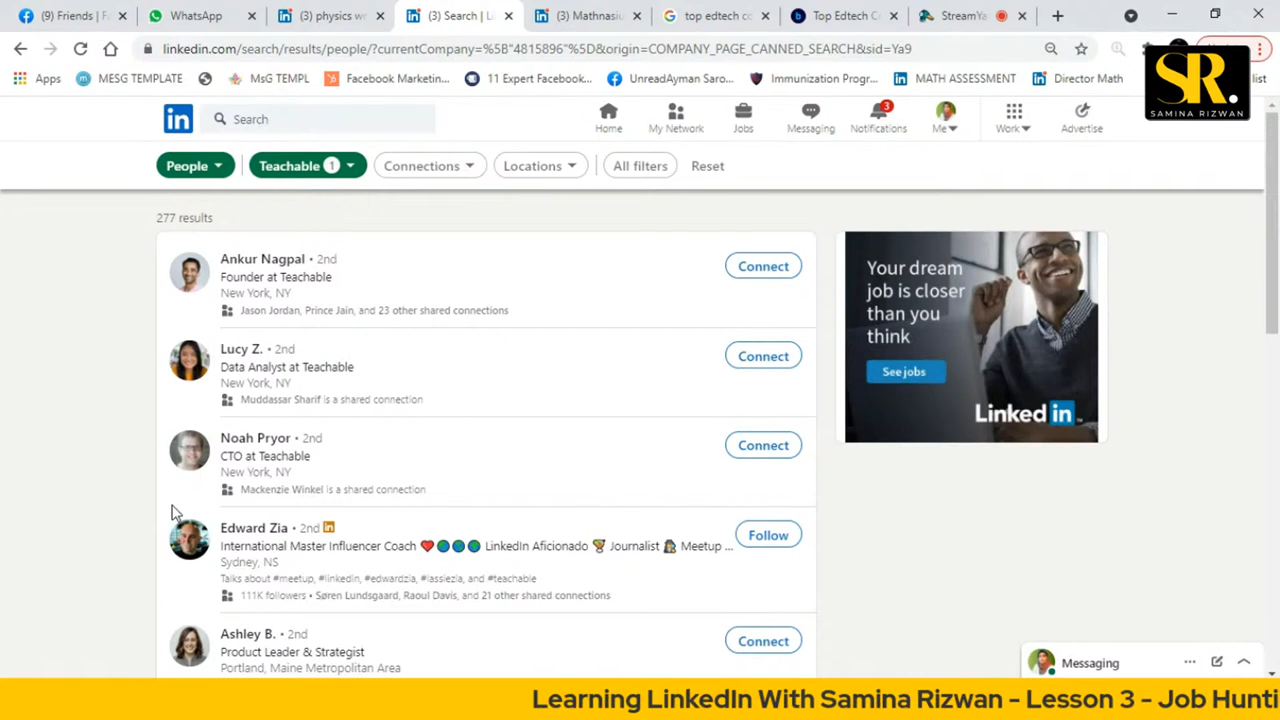 (9) Friends | F
WhatsApp
(3) physics we
(3) Search | Li
(3) Mathnasiu
top edtech co
Top Edtech C
StreamYa
linkedin.com/search/results/people/?currentCompany=%5B"4815896"%5D&origin=COMPANY_PAGE_CANNED_SEARCH&sid=Ya9
Apps
MESG TEMPLATE
MsG TEMPL
Facebook Marketin...
11 Expert Facebook...
UnreadAyman Saro...
Immunization Progr...
MATH ASSESSMENT
Director Math
list
SR.
SAMINA RIZWAN
in
Search
Home
My Network
Jobs
Messaging
3
Notifications
Me
Work
Advertise
People
Teachable 1
Connections
Locations
All filters
Reset
277 results
Ankur Nagpal • 2nd
Founder at Teachable
New York, NY
Jason Jordan, Prince Jain, and 23 other shared connections
Connect
Lucy Z. • 2nd
Data Analyst at Teachable
New York, NY
Muddassar Sharif is a shared connection
Connect
Noah Pryor • 2nd
CTO at Teachable
New York, NY
Mackenzie Winkel is a shared connection
Connect
Edward Zia • 2nd in
International Master Influencer Coach ❤️🌏🌏🌏 LinkedIn Aficionado 🏆 Journalist 🕵 Meetup ...
Sydney, NS
Talks about #meetup, #linkedin, #edwardzia, #lassiezia, and #teachable
111K followers • Søren Lundsgaard, Raoul Davis, and 21 other shared connections
Follow
Ashley B. • 2nd
Product Leader & Strategist
Portland, Maine Metropolitan Area
Connect
Your dream
job is closer
than you
think
See jobs
Linked in
Messaging
Learning LinkedIn With Samina Rizwan - Lesson 3 - Job Hunti